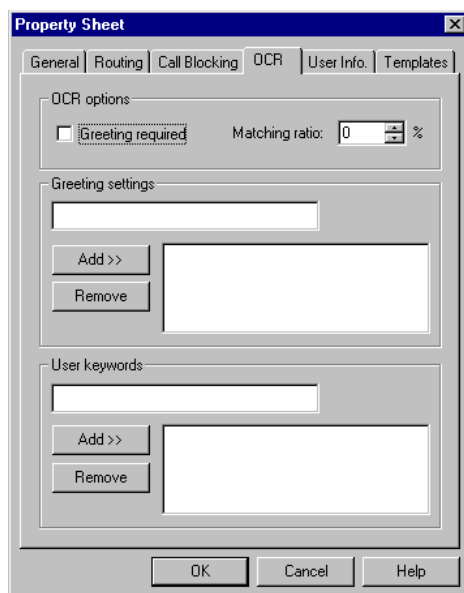 Property Sheet
General Routing Call Blocking OCR User Info. Templates
OCR options
Greeting required Matching ratio: 0 %
Greeting settings
Add >>
Remove
User keywords
Add >>
Remove
OK Cancel Help